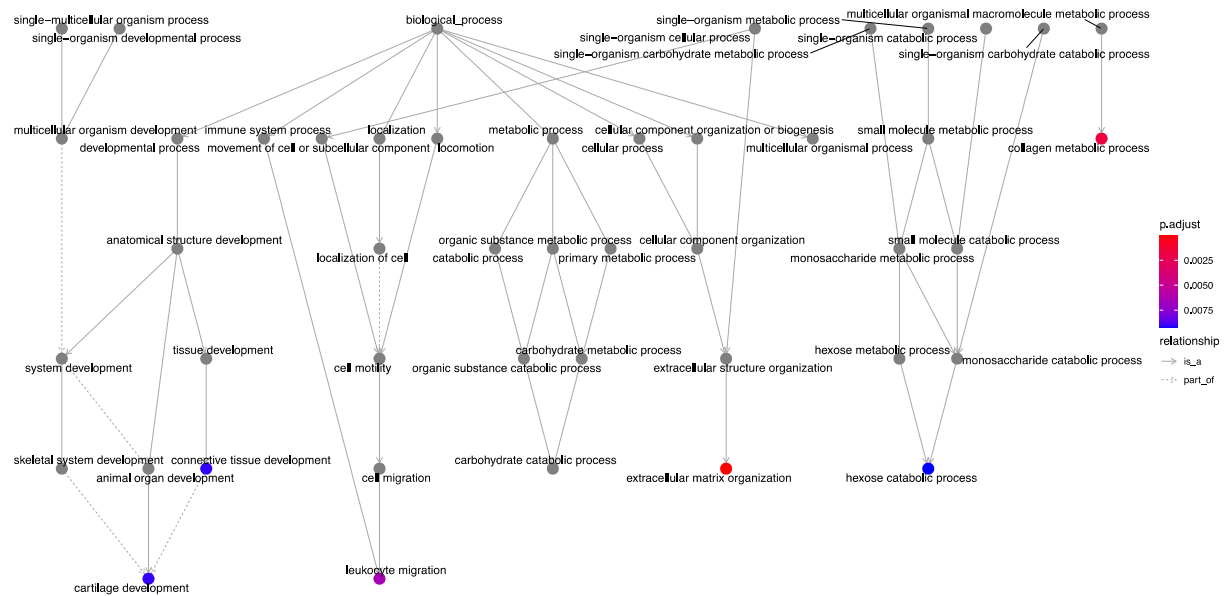 single−multicellular organism process
single−organism developmental process
biological_process
single−organism metabolic process
multicellular organismal macromolecule metabolic process
single−organism cellular process
single−organism catabolic process
single−organism carbohydrate metabolic process
single−organism carbohydrate catabolic process
multicellular organism development
developmental process
immune system process
movement of cell or subcellular component
localization
locomotion
metabolic process
cellular component organization or biogenesis
cellular process
multicellular organismal process
small molecule metabolic process
collagen metabolic process
anatomical structure development
localization of cell
organic substance metabolic process
catabolic process
primary metabolic process
cellular component organization
small molecule catabolic process
monosaccharide metabolic process
system development
tissue development
cell motility
carbohydrate metabolic process
organic substance catabolic process
extracellular structure organization
hexose metabolic process
monosaccharide catabolic process
skeletal system development
connective tissue development
animal organ development
cell migration
carbohydrate catabolic process
extracellular matrix organization
hexose catabolic process
cartilage development
leukocyte migration
p.adjust
0.0025
0.0050
0.0075
relationship
is_a
part_of